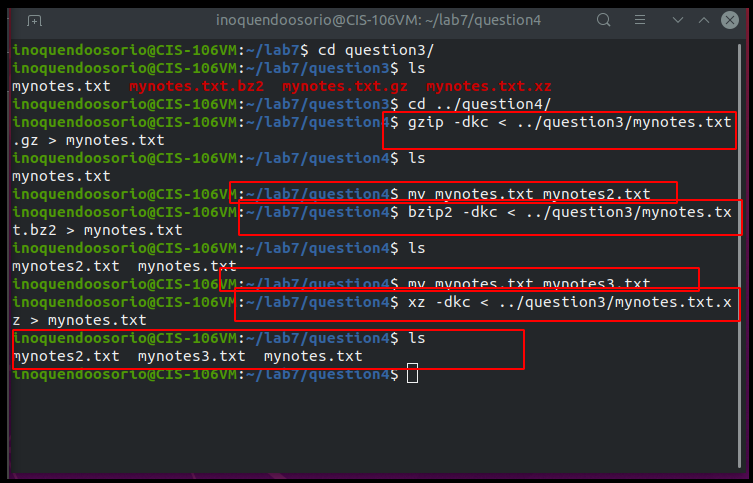 inoquendoosorio@CIS-106VM: ~/lab7/question4
inoquendoosorio@CIS-106VM:~/lab7$ cd question3/
inoquendoosorio@CIS-106VM:~/lab7/question3$ ls
mynotes.txt  mynotes.txt.bz2  mynotes.txt.gz  mynotes.txt.xz
inoquendoosorio@CIS-106VM:~/lab7/question3$ cd ../question4/
inoquendoosorio@CIS-106VM:~/lab7/question4$ gzip -dkc < ../question3/mynotes.txt
.gz > mynotes.txt
inoquendoosorio@CIS-106VM:~/lab7/question4$ ls
mynotes.txt
inoquendoosorio@CIS-106VM:~/lab7/question4$ mv mynotes.txt mynotes2.txt
inoquendoosorio@CIS-106VM:~/lab7/question4$ bzip2 -dkc < ../question3/mynotes.tx
t.bz2 > mynotes.txt
inoquendoosorio@CIS-106VM:~/lab7/question4$ ls
mynotes2.txt  mynotes.txt
inoquendoosorio@CIS-106VM:~/lab7/question4$ mv mynotes.txt mynotes3.txt
inoquendoosorio@CIS-106VM:~/lab7/question4$ xz -dkc < ../question3/mynotes.txt.x
z > mynotes.txt
inoquendoosorio@CIS-106VM:~/lab7/question4$ ls
mynotes2.txt  mynotes3.txt  mynotes.txt
inoquendoosorio@CIS-106VM:~/lab7/question4$